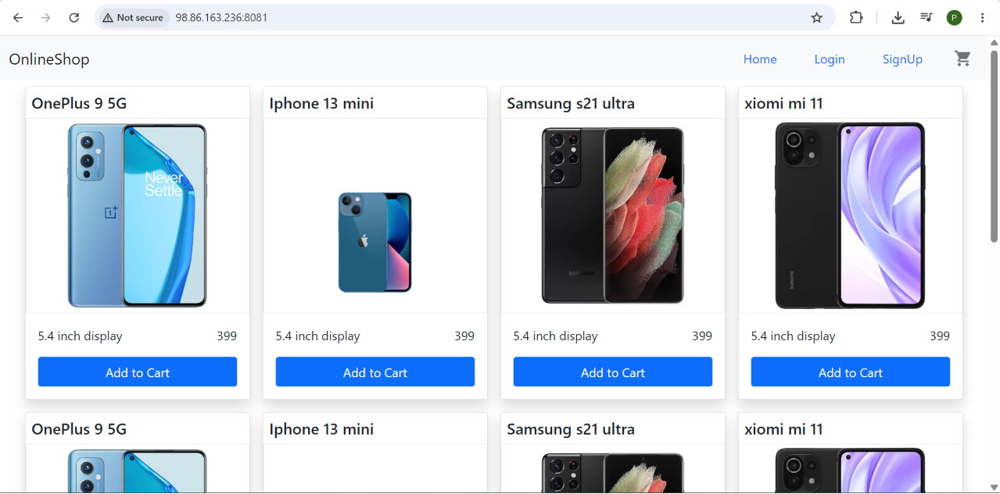 Not secure 98.86.163.236:8081
P
OnlineShop Home Login SignUp
OnePlus 9 5G Iphone 13 mini Samsung s21 ultra xiomi mi 11
Never
Settle
SAMSUNG
XIAOMI
5.4 inch display 399 5.4 inch display 399 5.4 inch display 399 5.4 inch display 399
Add to Cart Add to Cart Add to Cart Add to Cart
OnePlus 9 5G Iphone 13 mini Samsung s21 ultra xiomi mi 11